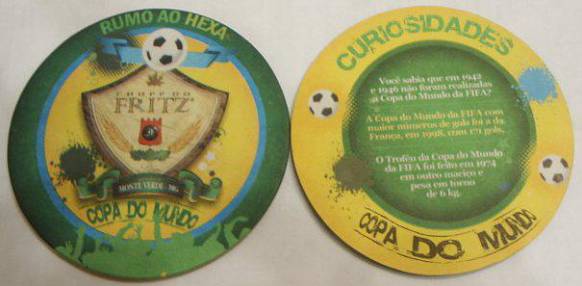 RUMO AO HEXA
CHOPP DO
FRITZ
MONTE VERDE - MG
COPA DO MUNDO
CURIOSIDADES
Você sabia que em 1942
e 1946 não foram realizadas
a Copa do Mundo da FIFA?
A Copa do Mundo da FIFA com
maior números de gols foi a da
França, em 1998, com 171 gols.
O Troféu da Copa do Mundo
da FIFA foi feito em 1974
em outro maciço e
pesa em torno
de 6 kg.
COPA DO MUNDO